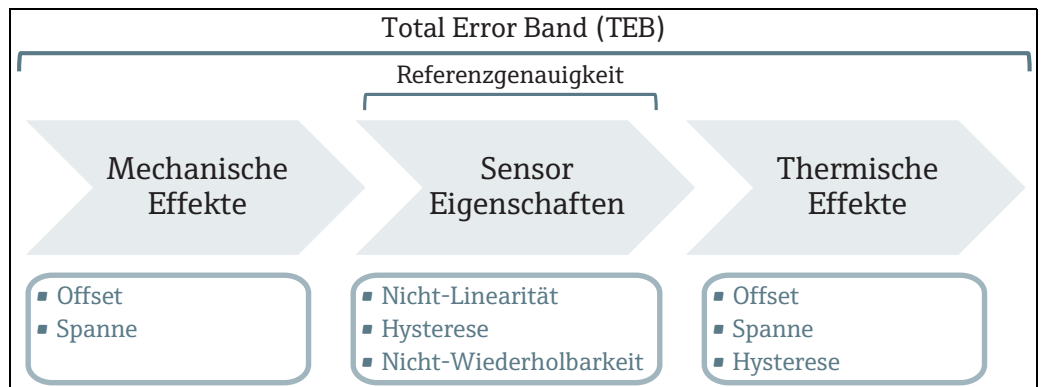 Total Error Band (TEB)
Referenzgenauigkeit
Mechanische
Effekte
Sensor
Eigenschaften
Thermische
Effekte
▪ Offset
▪ Spanne
▪ Nicht-Linearität
▪ Hysterese
▪ Nicht-Wiederholbarkeit
▪ Offset
▪ Spanne
▪ Hysterese